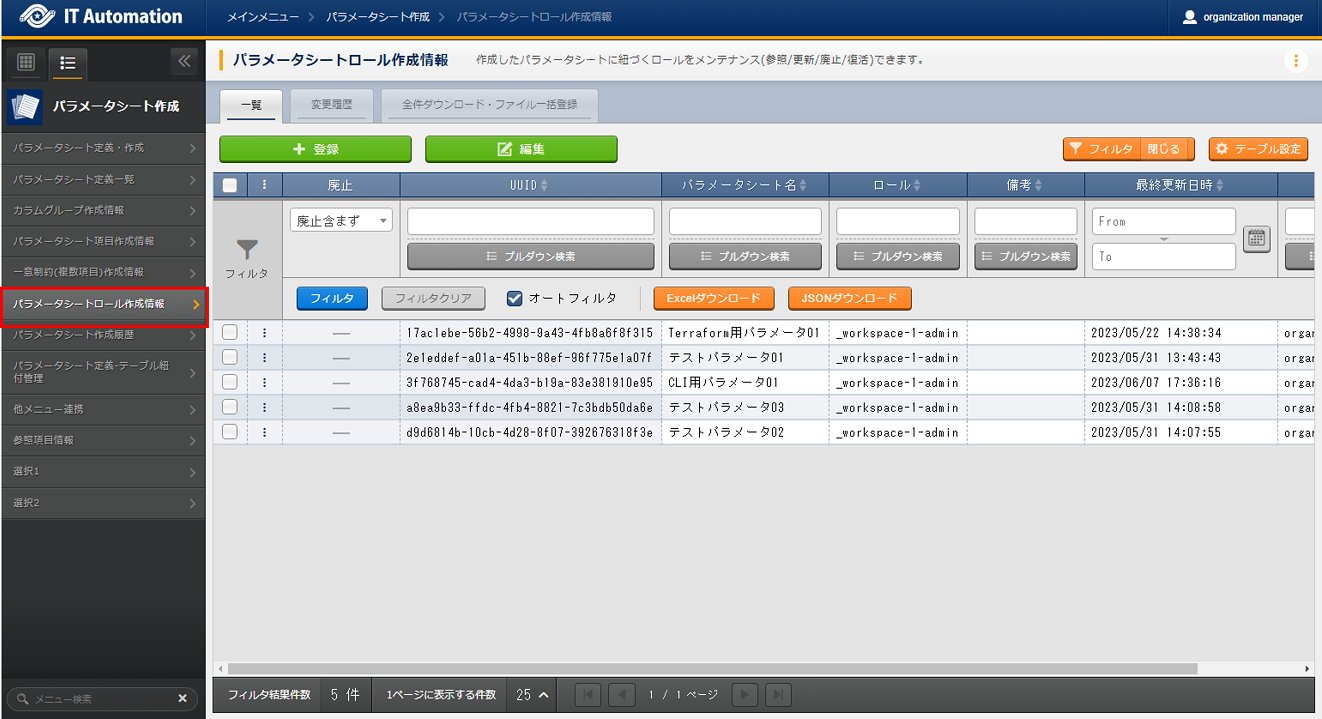 IT Automation
メインメニュー > パラメータシート作成 > パラメータシートロール作成情報
organization manager
パラメータシート作成
パラメータシート定義・作成
パラメータシート定義一覧
カラムグループ作成情報
パラメータシート項目作成情報
一意制約(複数項目)作成情報
パラメータシートロール作成情報
パラメータシート作成履歴
パラメータシート定義-テーブル紐
付管理
他メニュー連携
参照項目情報
選択1
選択2
メニュー検索
パラメータシートロール作成情報 作成したパラメータシートに紐づくロールをメンテナンス(参照/更新/廃止/復活)できます。
一覧 変更履歴 全件ダウンロード・ファイル一括登録
登録 編集 フィルタ 閉じる テーブル設定
廃止 UUID パラメータシート名 ロール 備考 最終更新日時
フィルタ
廃止含まず From
プルダウン検索 プルダウン検索 プルダウン検索 プルダウン検索 To
フィルタ フィルタクリア オートフィルタ Excelダウンロード JSONダウンロード
— 17ac1ebe-56b2-4998-9a43-4fb8a6f8f315 Terraform用パラメータ01 _workspace-1-admin 2023/05/22 14:38:34 organ
— 2e1eddef-a01a-451b-88ef-96f775e1a07f テストパラメータ01 _workspace-1-admin 2023/05/31 13:43:43 organ
— 3f768745-cad4-4da3-b19a-83e381910e95 CLI用パラメータ01 _workspace-1-admin 2023/06/07 17:36:16 organ
— a8ea9b33-ffdc-4fb4-8821-7c3bdb50da6e テストパラメータ03 _workspace-1-admin 2023/05/31 14:08:58 organ
— d9d6814b-10cb-4d28-8f07-392676318f3e テストパラメータ02 _workspace-1-admin 2023/05/31 14:07:55 organ
フィルタ結果件数 5 件 1ページに表示する件数 25 1 / 1 ページ